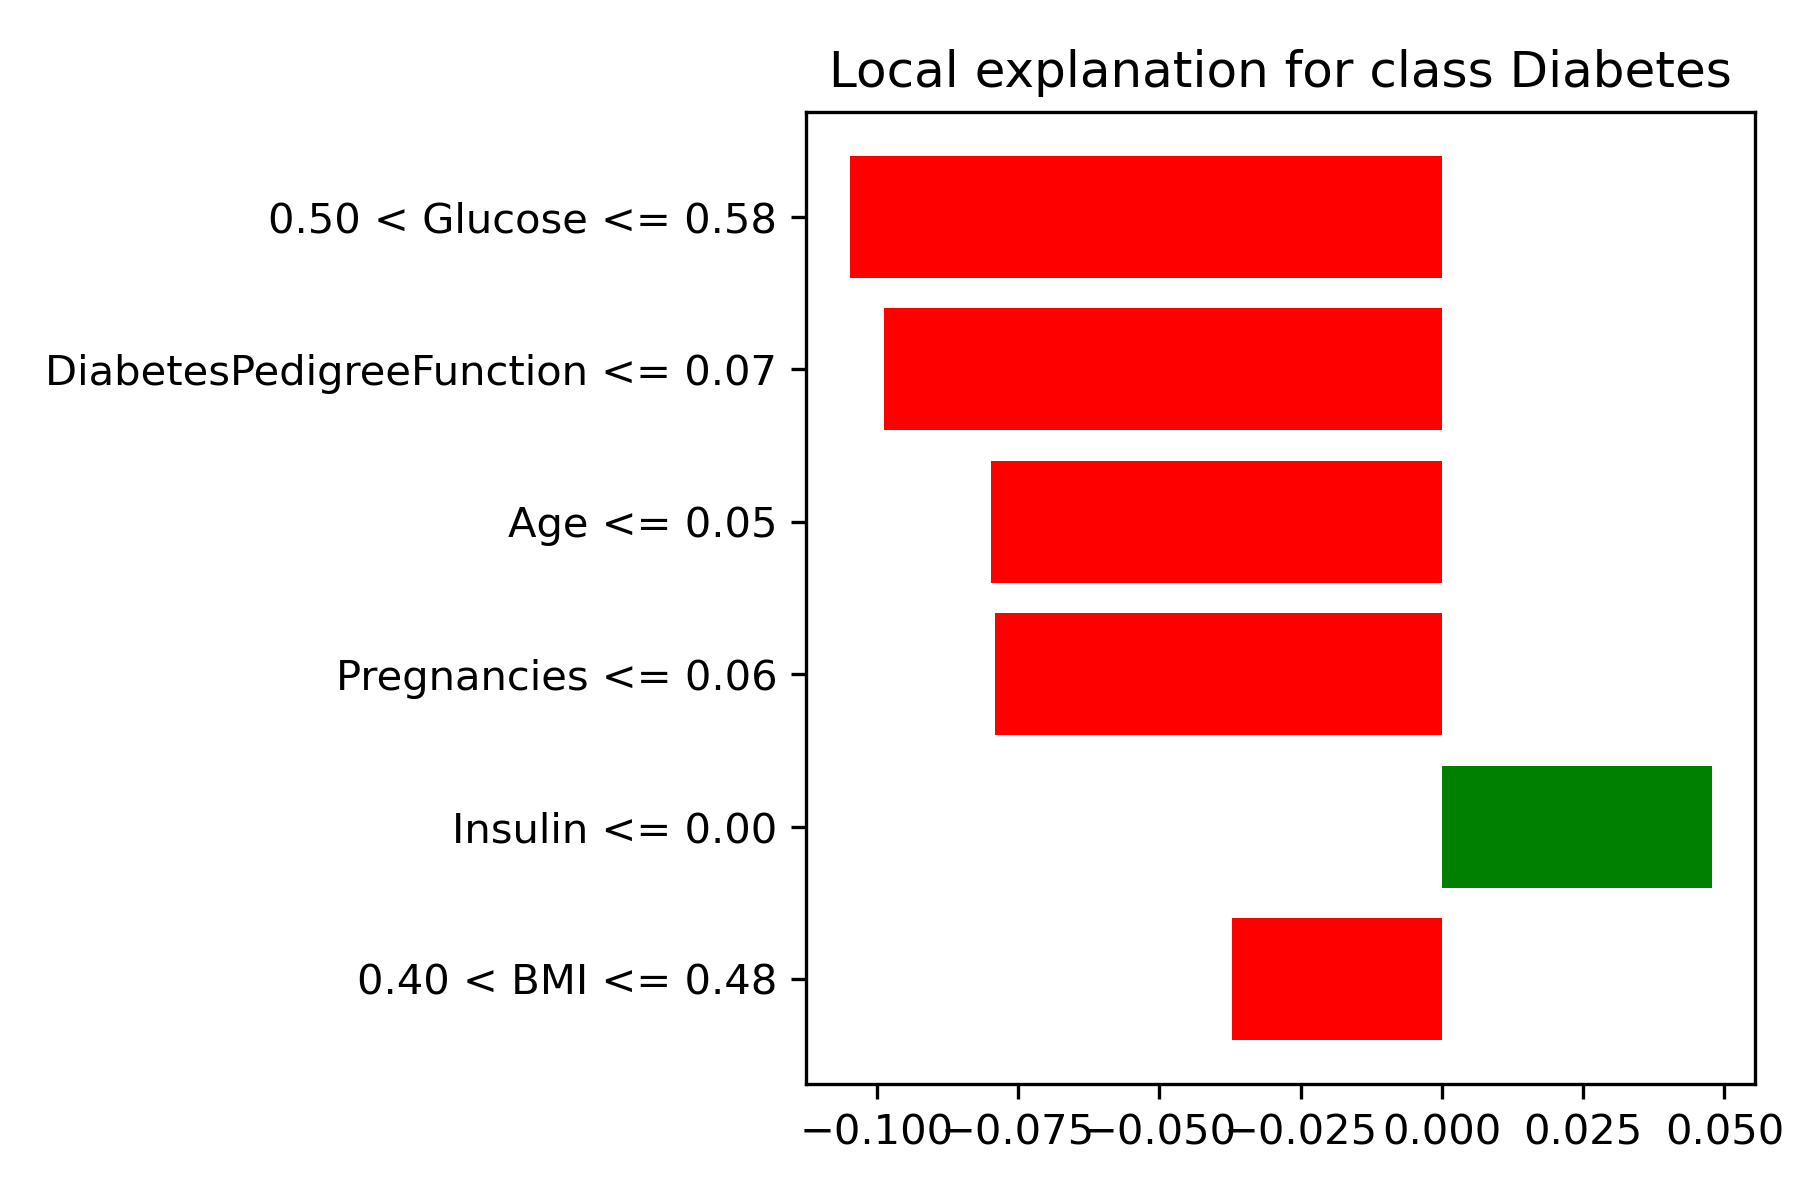 Local explanation for class Diabetes
0.50 < Glucose <= 0.58
DiabetesPedigreeFunction <= 0.07
Age <= 0.05
Pregnancies <= 0.06
Insulin <= 0.00
0.40 < BMI <= 0.48
−0.100 −0.075 −0.050 −0.025 0.000 0.025 0.050